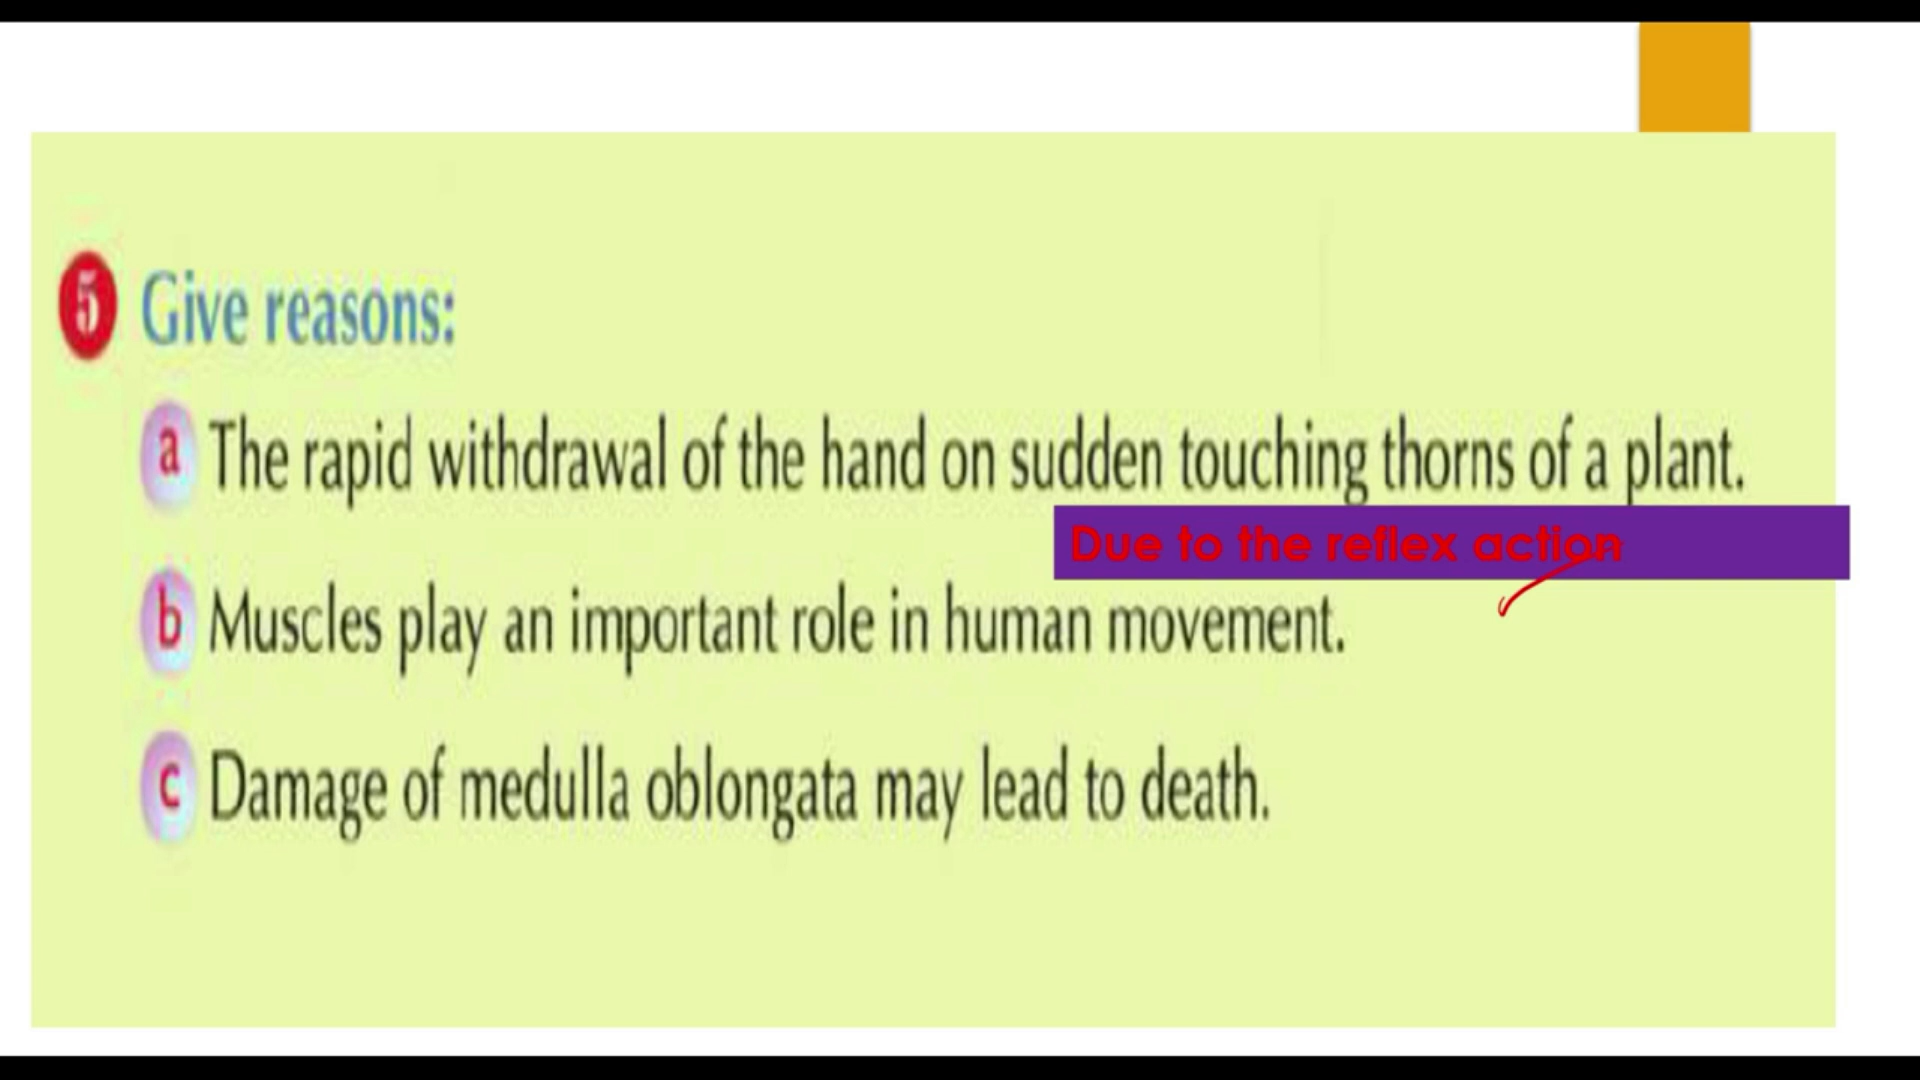 5 Give reasons:
a The rapid withdrawal of the hand on sudden touching thorns of a plant.
Due to the reflex action
b Muscles play an important role in human movement.
c Damage of medulla oblongata may lead to death.